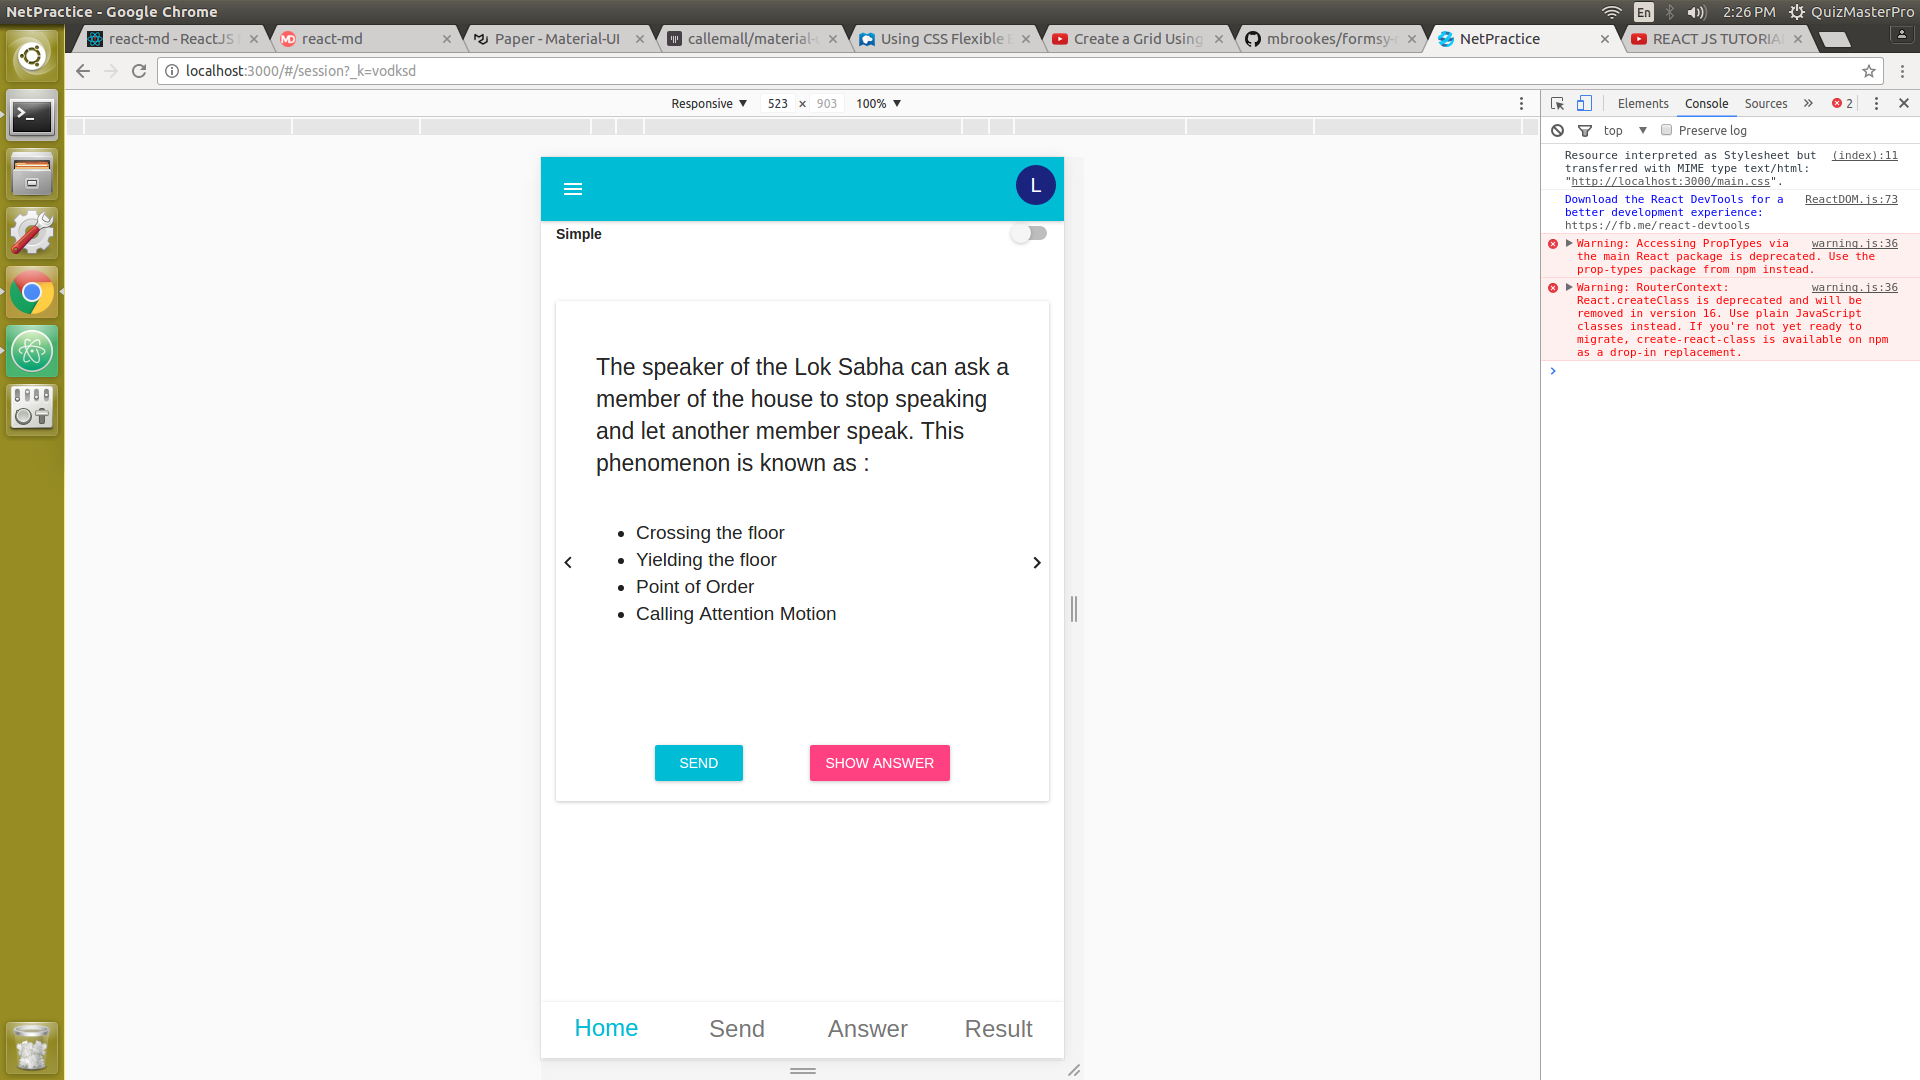 NetPractice - Google Chrome
En
2:26 PM
QuizMasterPro
react-md - ReactJS
react-md
Paper - Material-UI
callemall/material-
Using CSS Flexible
Create a Grid Using
mbrookes/formsy-
NetPractice
REACT JS TUTORIA
localhost:3000/#/session?_k=vodksd
Responsive
523 × 903
100%
Elements
Console
Sources
2
top
Preserve log
L
Simple
The speaker of the Lok Sabha can ask a
member of the house to stop speaking
and let another member speak. This
phenomenon is known as :
Crossing the floor
Yielding the floor
Point of Order
Calling Attention Motion
SEND
SHOW ANSWER
Home
Send
Answer
Result
Resource interpreted as Stylesheet but (index):11
transferred with MIME type text/html:
"http://localhost:3000/main.css".
Download the React DevTools for a ReactDOM.js:73
better development experience:
https://fb.me/react-devtools
Warning: Accessing PropTypes via warning.js:36
the main React package is deprecated. Use the
prop-types package from npm instead.
Warning: RouterContext: warning.js:36
React.createClass is deprecated and will be
removed in version 16. Use plain JavaScript
classes instead. If you're not yet ready to
migrate, create-react-class is available on npm
as a drop-in replacement.